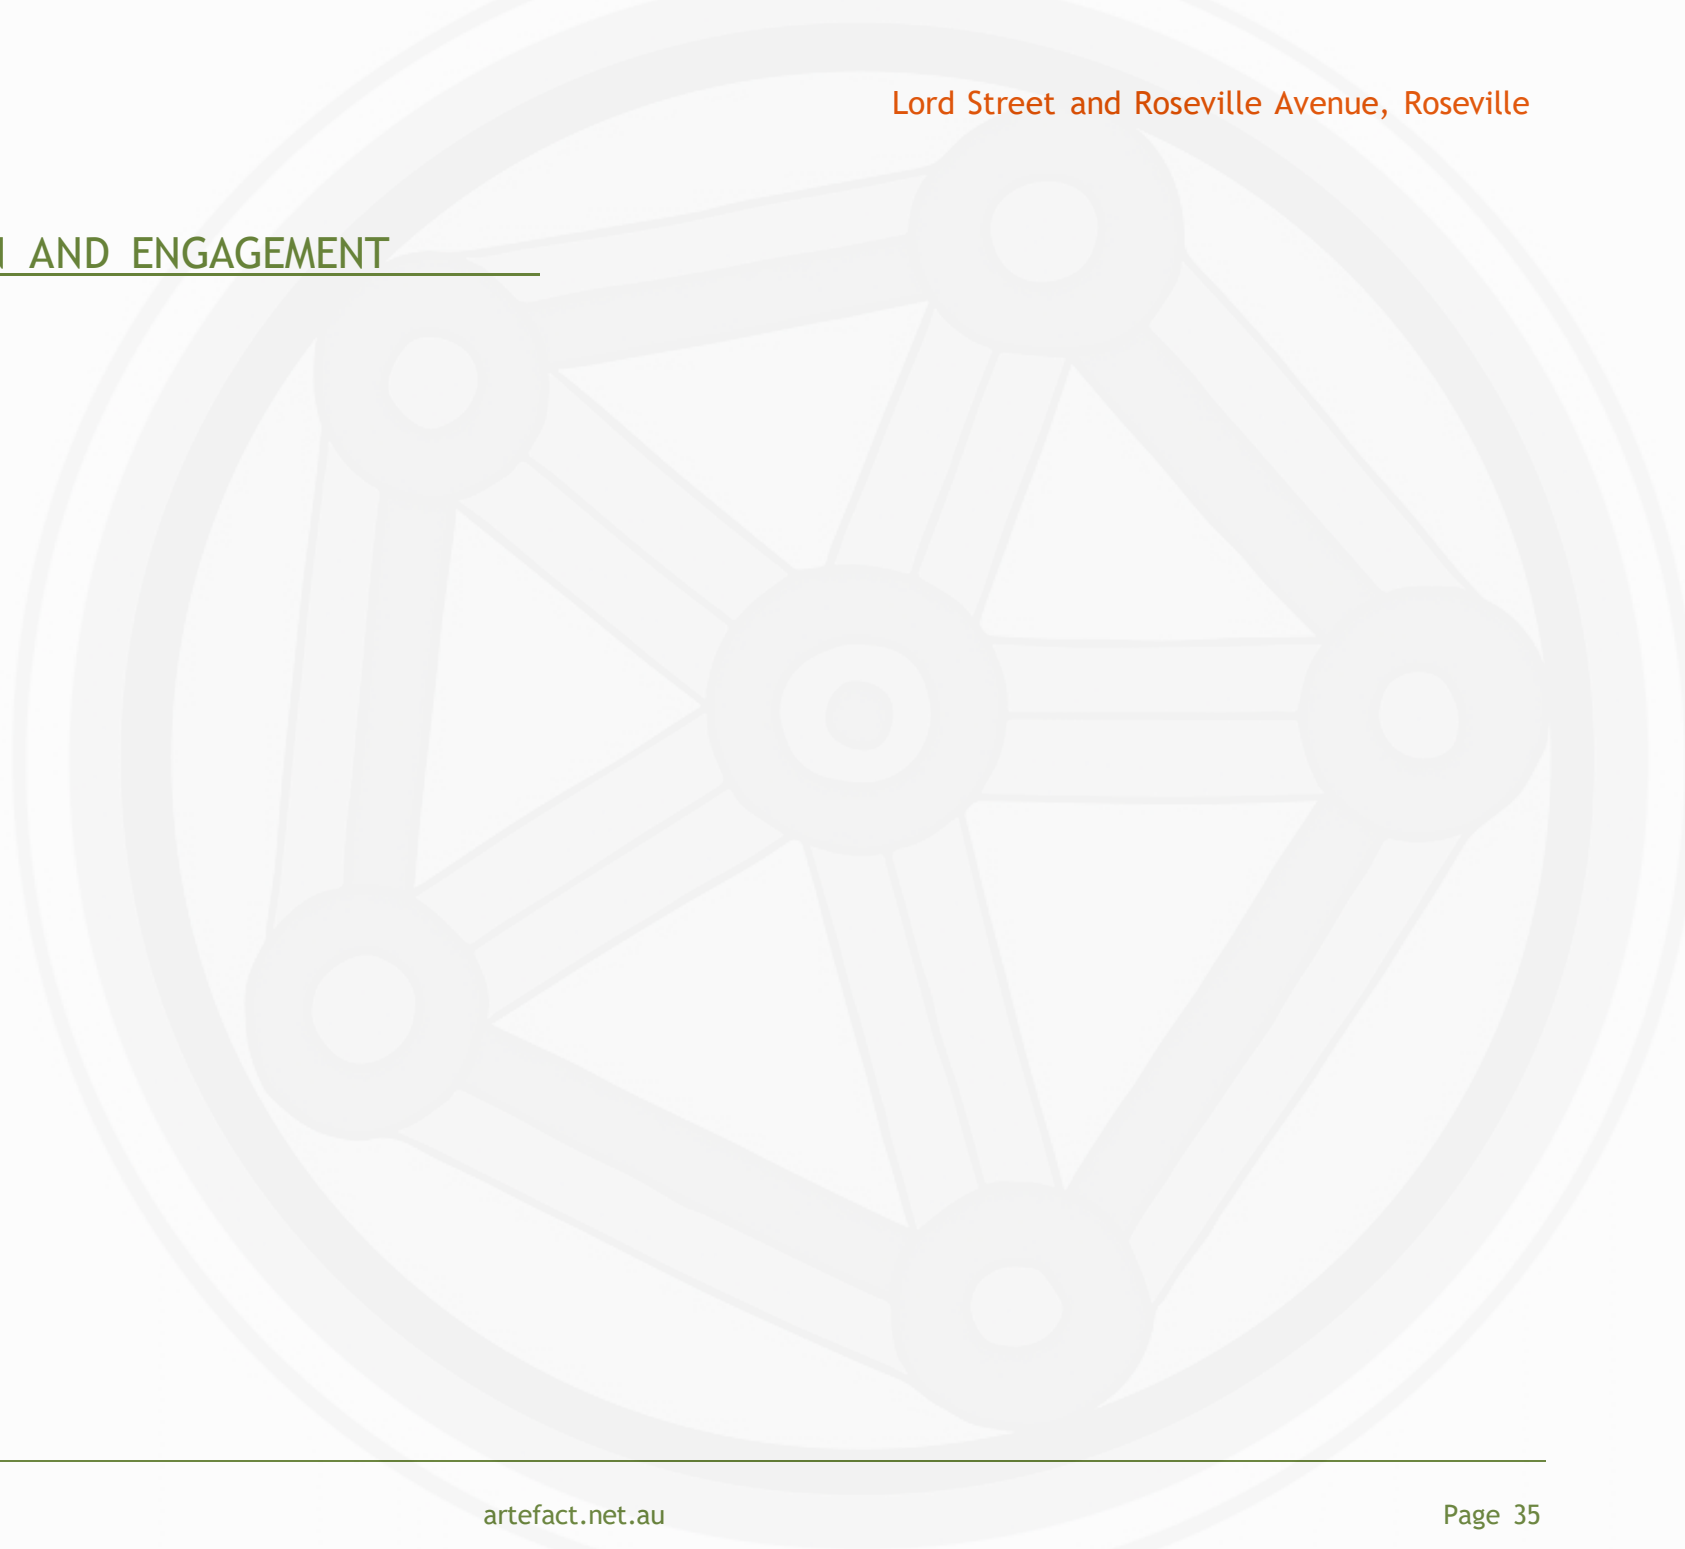 Lord Street and Roseville Avenue, Roseville
AND ENGAGEMENT
artefact.net.au
Page 35